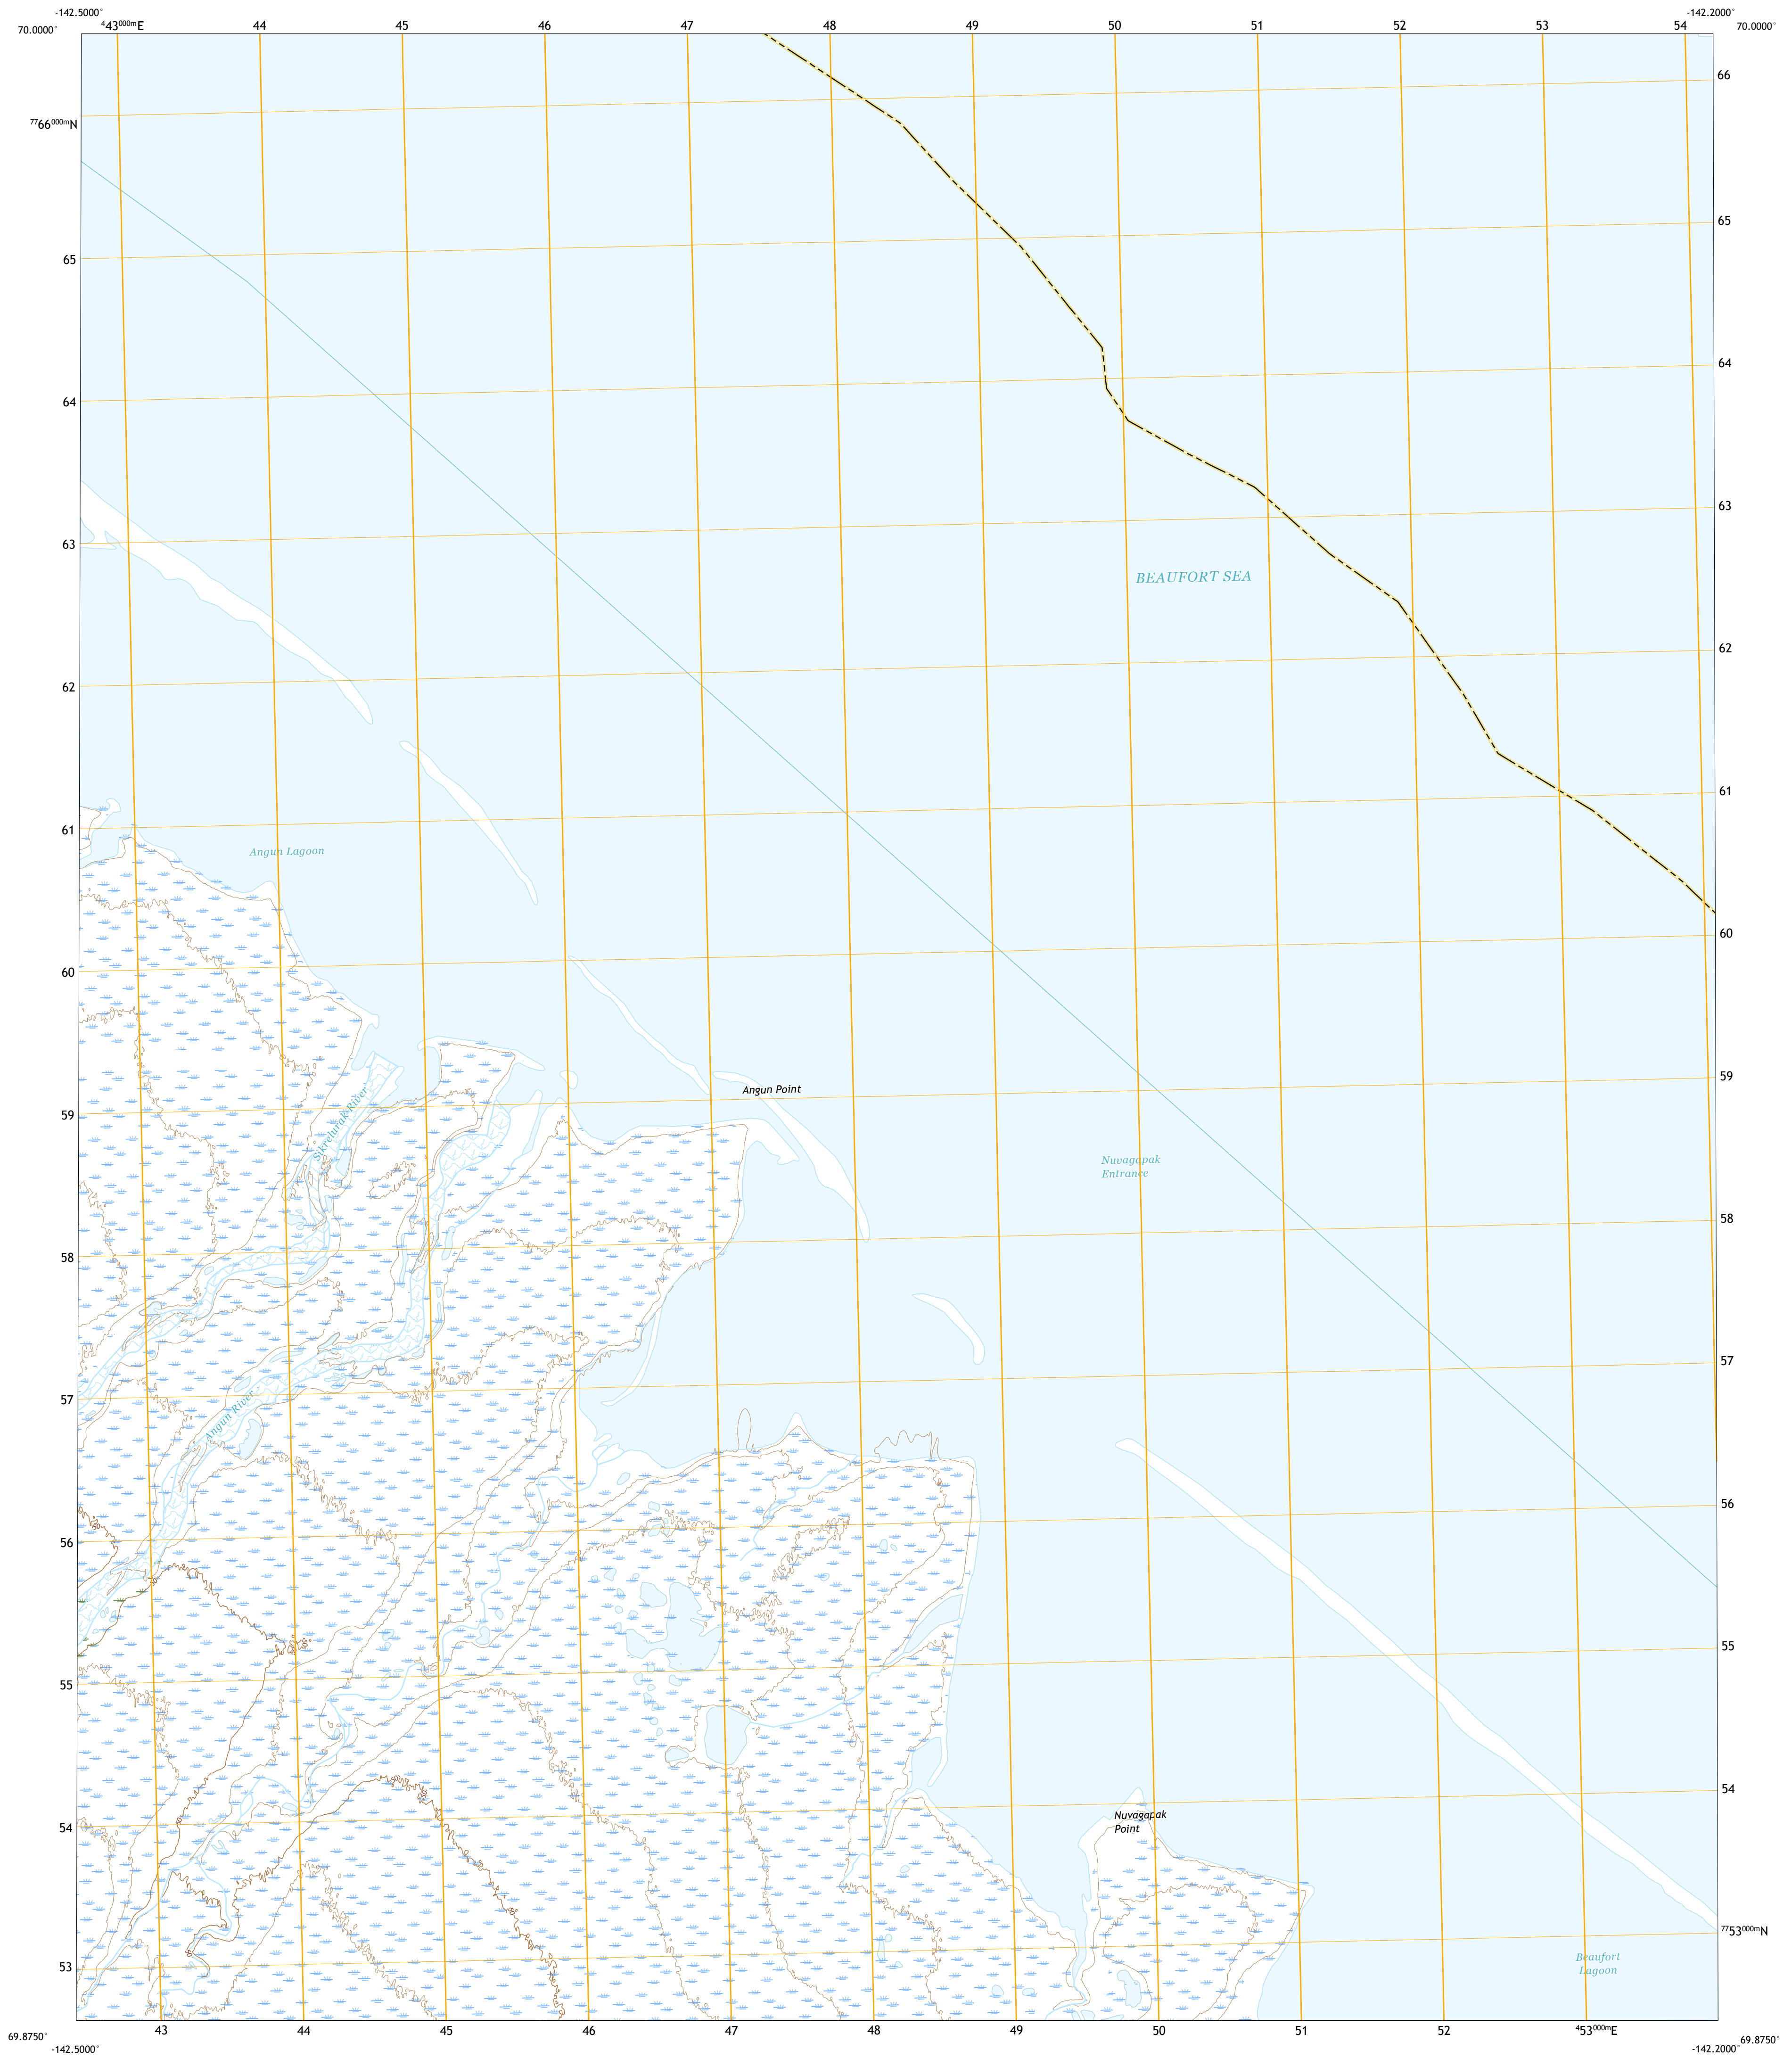 -142.5000°
-142.2000°
70.0000°
⁴43⁰⁰⁰ᵐE 44 45 46 47 48 49 50 51 52 53 54
70.0000°
66
⁷⁷66⁰⁰⁰ᵐN
65
65
64
64
63
63
BEAUFORT SEA
62
62
61
61
Angun Lagoon
60
60
59
Angun Point
Sikrelurak River
59
Nuvagapak
Entrance
58
58
57
57
Angun River
56
56
55
55
54
Nuvagapak
Point
54
⁷⁷53⁰⁰⁰ᵐN
Beaufort
Lagoon
53
69.8750°
43 44 45 46 47 48 49 50 51 52 ⁴53⁰⁰⁰ᵐE
69.8750°
-142.5000°
-142.2000°